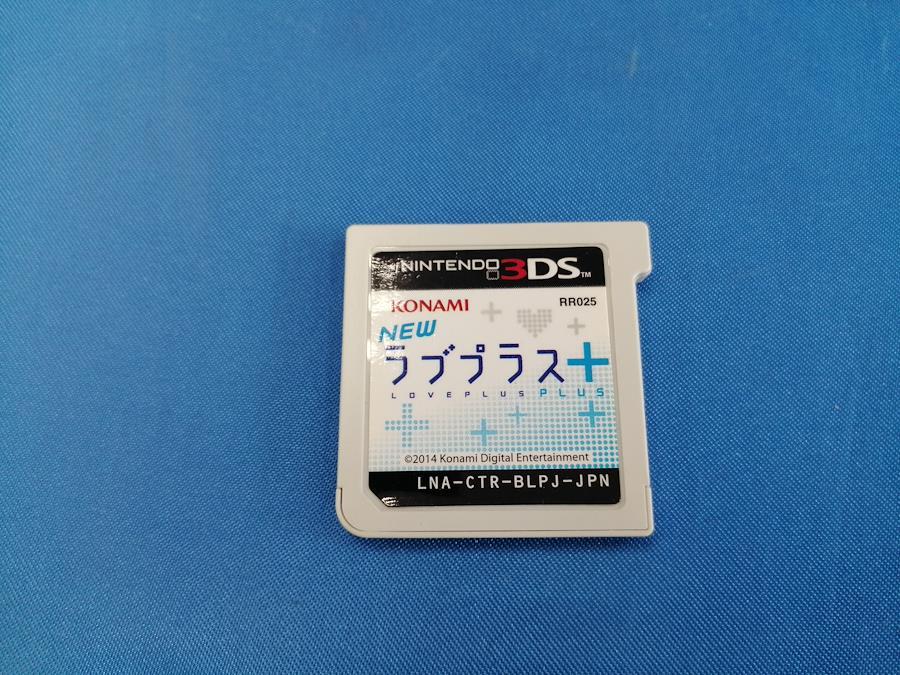 NINTENDO 3DS™
KONAMI
RR025
NEW
ラブプラス+
LOVEPLUS PLUS
©2014 Konami Digital Entertainment
LNA-CTR-BLPJ-JPN